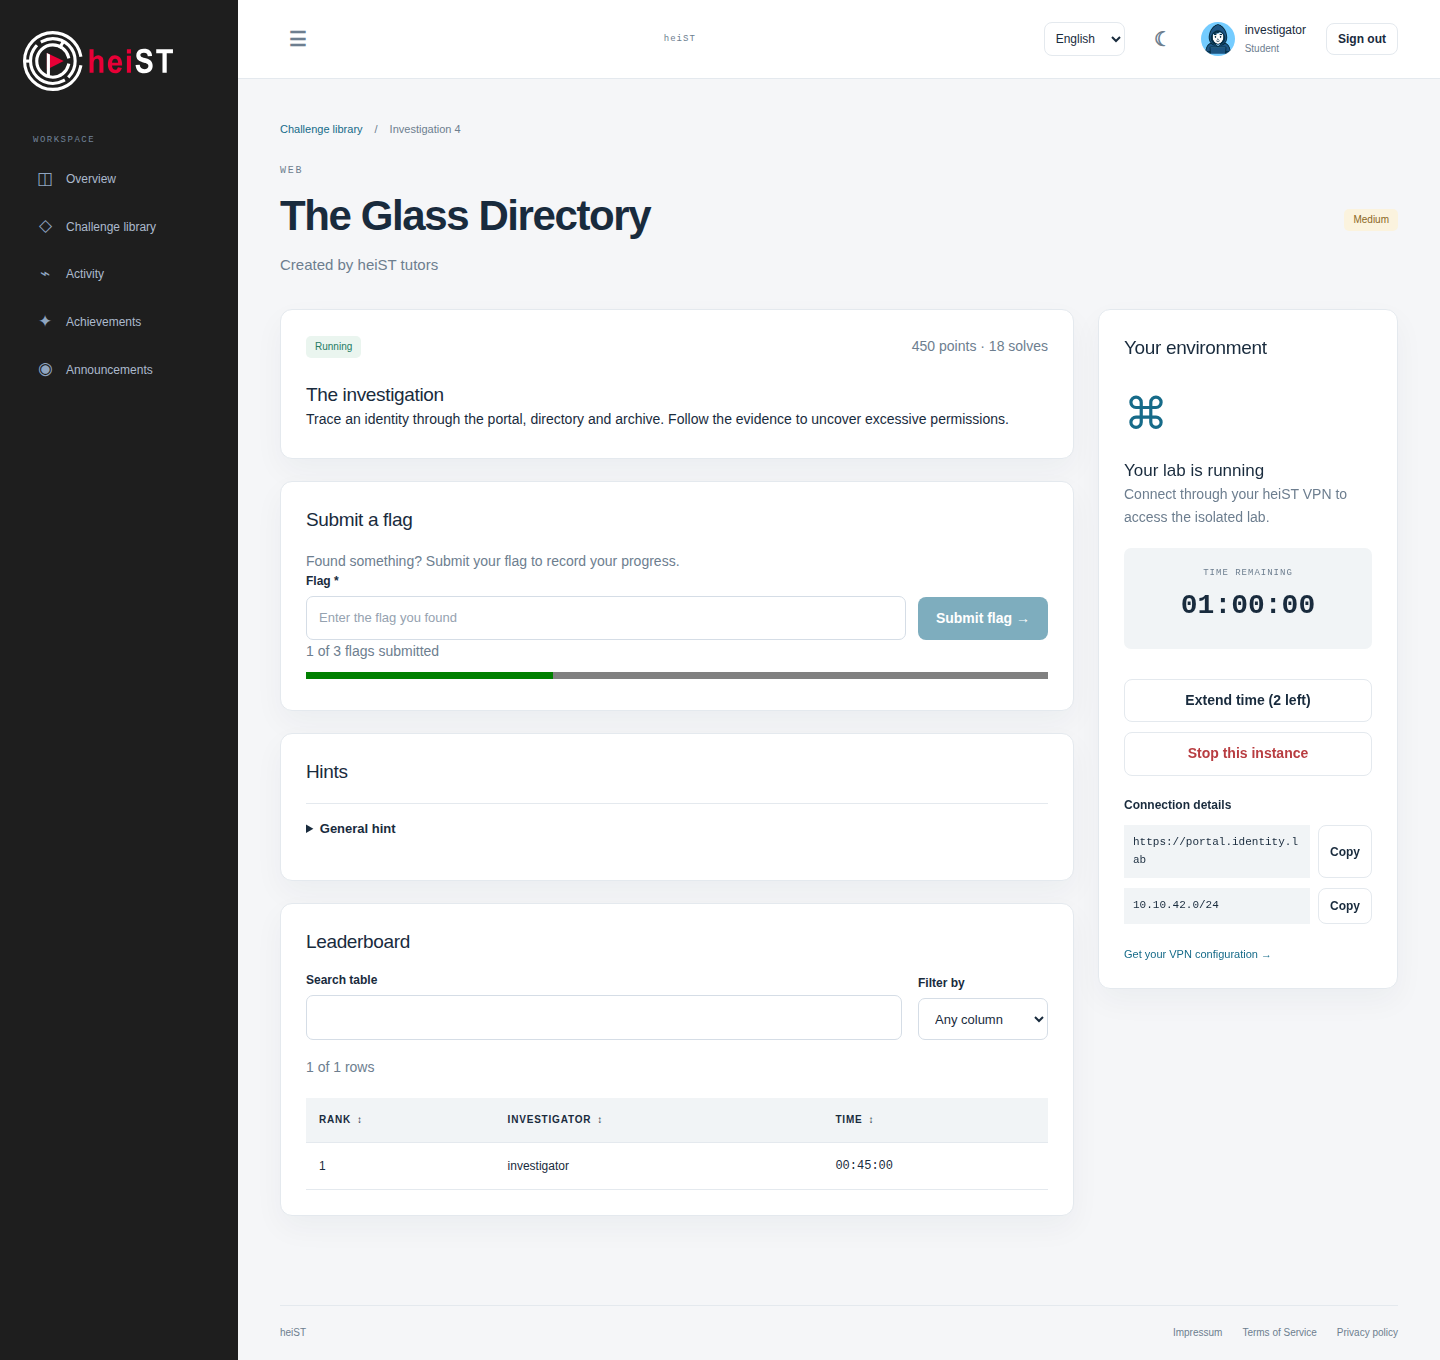 heiST
WORKSPACE
Overview
Challenge library
Activity
Achievements
Announcements
heiST
English
investigator
Student
Sign out
Challenge library / Investigation 4
WEB
The Glass Directory
Medium
Created by heiST tutors
Running
450 points · 18 solves
The investigation
Trace an identity through the portal, directory and archive. Follow the evidence to uncover excessive permissions.
Submit a flag
Found something? Submit your flag to record your progress.
Flag *
Enter the flag you found
Submit flag →
1 of 3 flags submitted
Hints
General hint
Leaderboard
Search table
Filter by
Any column
1 of 1 rows
RANK ↕ INVESTIGATOR ↕ TIME ↕
1 investigator 00:45:00
Your environment
Your lab is running
Connect through your heiST VPN to
access the isolated lab.
TIME REMAINING
01:00:00
Extend time (2 left)
Stop this instance
Connection details
https://portal.identity.l
ab
Copy
10.10.42.0/24
Copy
Get your VPN configuration →
heiST
Impressum Terms of Service Privacy policy